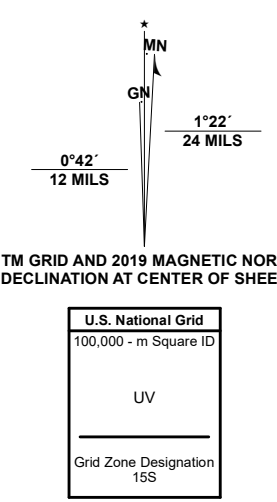 ★
MN
GN
1°22´
24 MILS
0°42´
12 MILS
TM GRID AND 2019 MAGNETIC NOR
DECLINATION AT CENTER OF SHEE
U.S. National Grid
100,000 - m Square ID
UV
Grid Zone Designation
15S